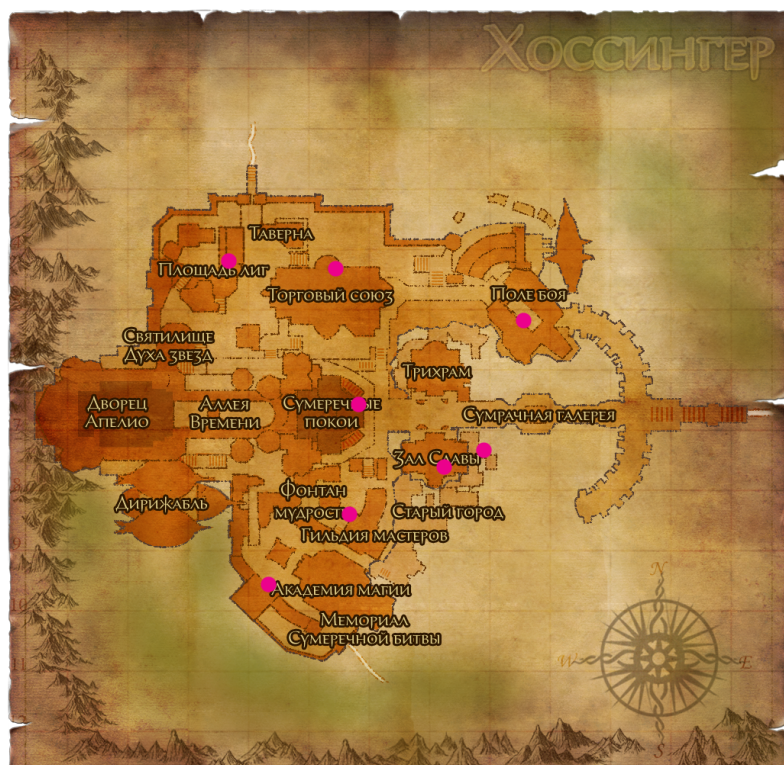 Хоссингер
Таверна
Площадь лиг
Торговый союз
Поле боя
Святилище
Духа звезд
Трихрам
Дворец
Апелио
Аллея
Времени
Сумеречные
покои
Сумрачная галерея
Зал Славы
Дирижабль
Фонтан
мудрости
Старый город
Гильдия мастеров
Академия магии
Мемориал
Сумеречной битвы
N
W
E
S